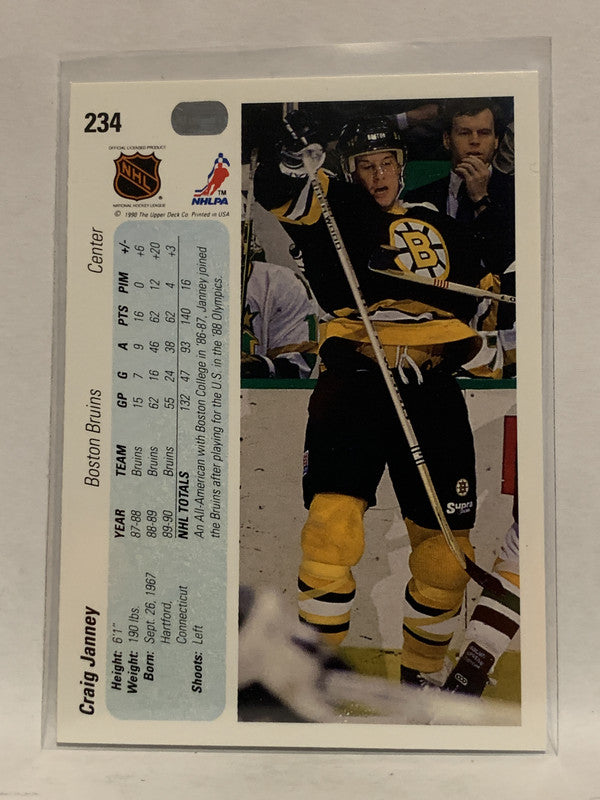 234
OFFICIAL LICENSED PRODUCT
NHL
NATIONAL HOCKEY LEAGUE
®
NHLPA
TM
© 1990 The Upper Deck Co. Printed in USA
Craig Janney Boston Bruins Center
Height: 6'1"
Weight: 190 lbs.
Born: Sept. 26, 1967
Hartford,
Connecticut
Shoots: Left
YEAR TEAM GP G A PTS PIM +/-
87-88 Bruins 15 7 9 16 0 +6
88-89 Bruins 62 16 46 62 12 +20
89-90 Bruins 55 24 38 62 4 +3
NHL TOTALS 132 47 93 140 16
An All-American with Boston College in '86-87, Janney joined
the Bruins after playing for the U.S. in the '88 Olympics.
BOSTON
B
B
Supra